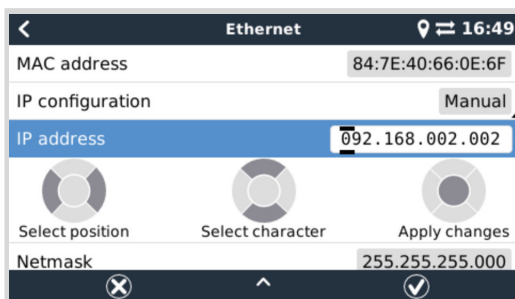 Ethernet 16:49
MAC address 84:7E:40:66:0E:6F
IP configuration Manual
IP address 092.168.002.002
Select position Select character Apply changes
Netmask 255.255.255.000